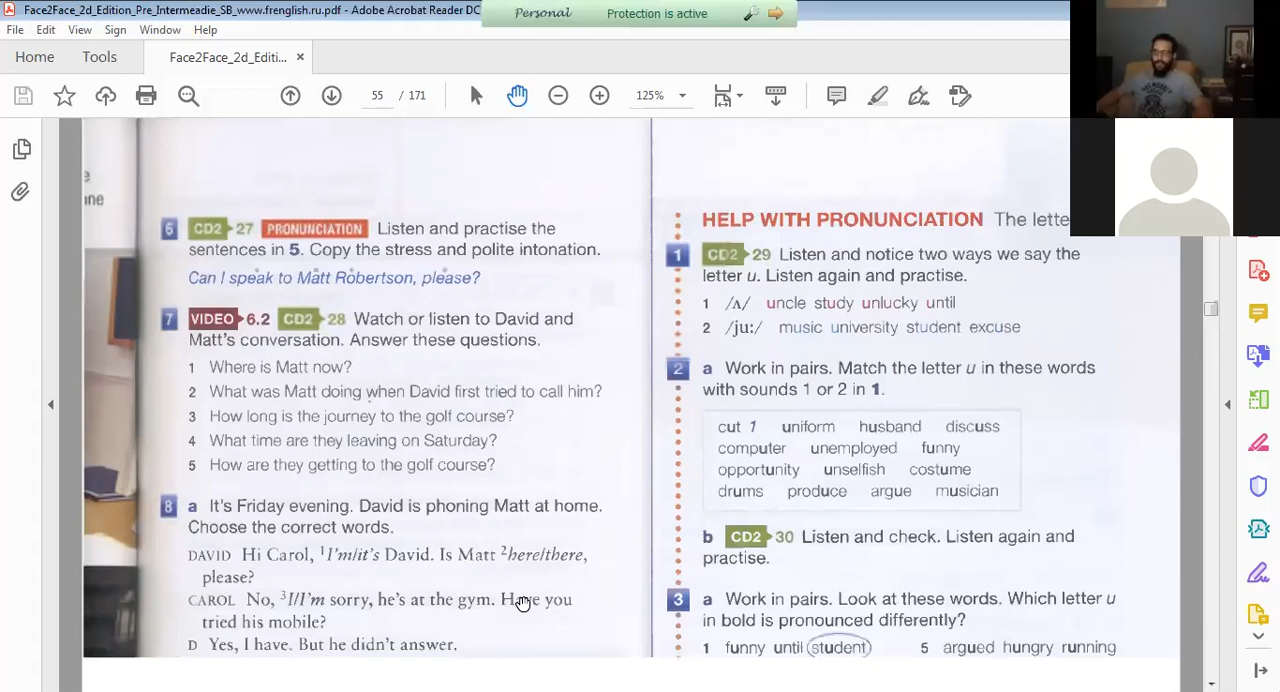 Face2Face_2d_Edition_Pre_Intermeadie_SB_www.frenglish.ru.pdf - Adobe Acrobat Reader DC
Personal
Protection is active
File Edit View Sign Window Help
Home Tools Face2Face_2d_Editi... ×
55 / 171
125%
6 CD2 27 PRONUNCIATION Listen and practise the
sentences in 5. Copy the stress and polite intonation.
Can I speak to Matt Robertson, please?
7 VIDEO 6.2 CD2 28 Watch or listen to David and
Matt's conversation. Answer these questions.
1 Where is Matt now?
2 What was Matt doing when David first tried to call him?
3 How long is the journey to the golf course?
4 What time are they leaving on Saturday?
5 How are they getting to the golf course?
8 a It's Friday evening. David is phoning Matt at home.
Choose the correct words.
DAVID Hi Carol, 1I'm/it's David. Is Matt 2here/there,
please?
CAROL No, 3I/I'm sorry, he's at the gym. Have you
tried his mobile?
D Yes, I have. But he didn't answer.
HELP WITH PRONUNCIATION The lette
1 CD2 29 Listen and notice two ways we say the
letter u. Listen again and practise.
1 /ʌ/ uncle study unlucky until
2 /juː/ music university student excuse
2 a Work in pairs. Match the letter u in these words
with sounds 1 or 2 in 1.
cut 1 uniform husband discuss
computer unemployed funny
opportunity unselfish costume
drums produce argue musician
b CD2 30 Listen and check. Listen again and
practise.
3 a Work in pairs. Look at these words. Which letter u
in bold is pronounced differently?
1 funny until student 5 argued hungry running